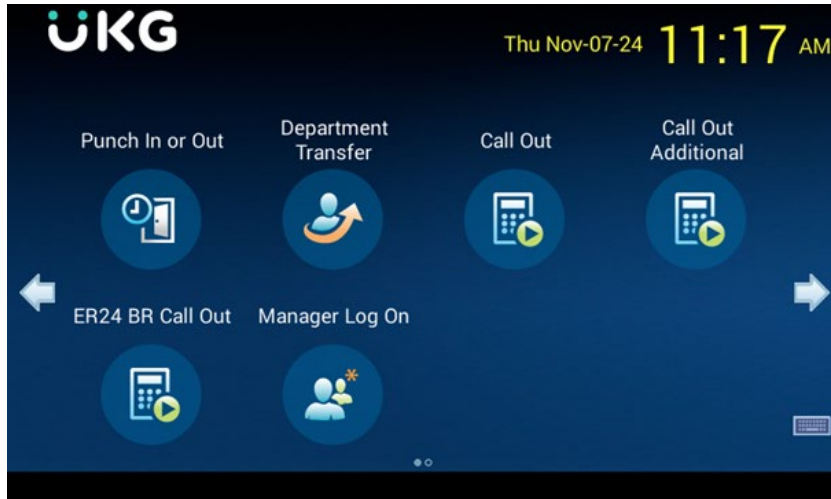 UKG
Thu Nov-07-24 11:17 AM
Punch In or Out
Department
Transfer
Call Out
Call Out
Additional
ER24 BR Call Out
Manager Log On